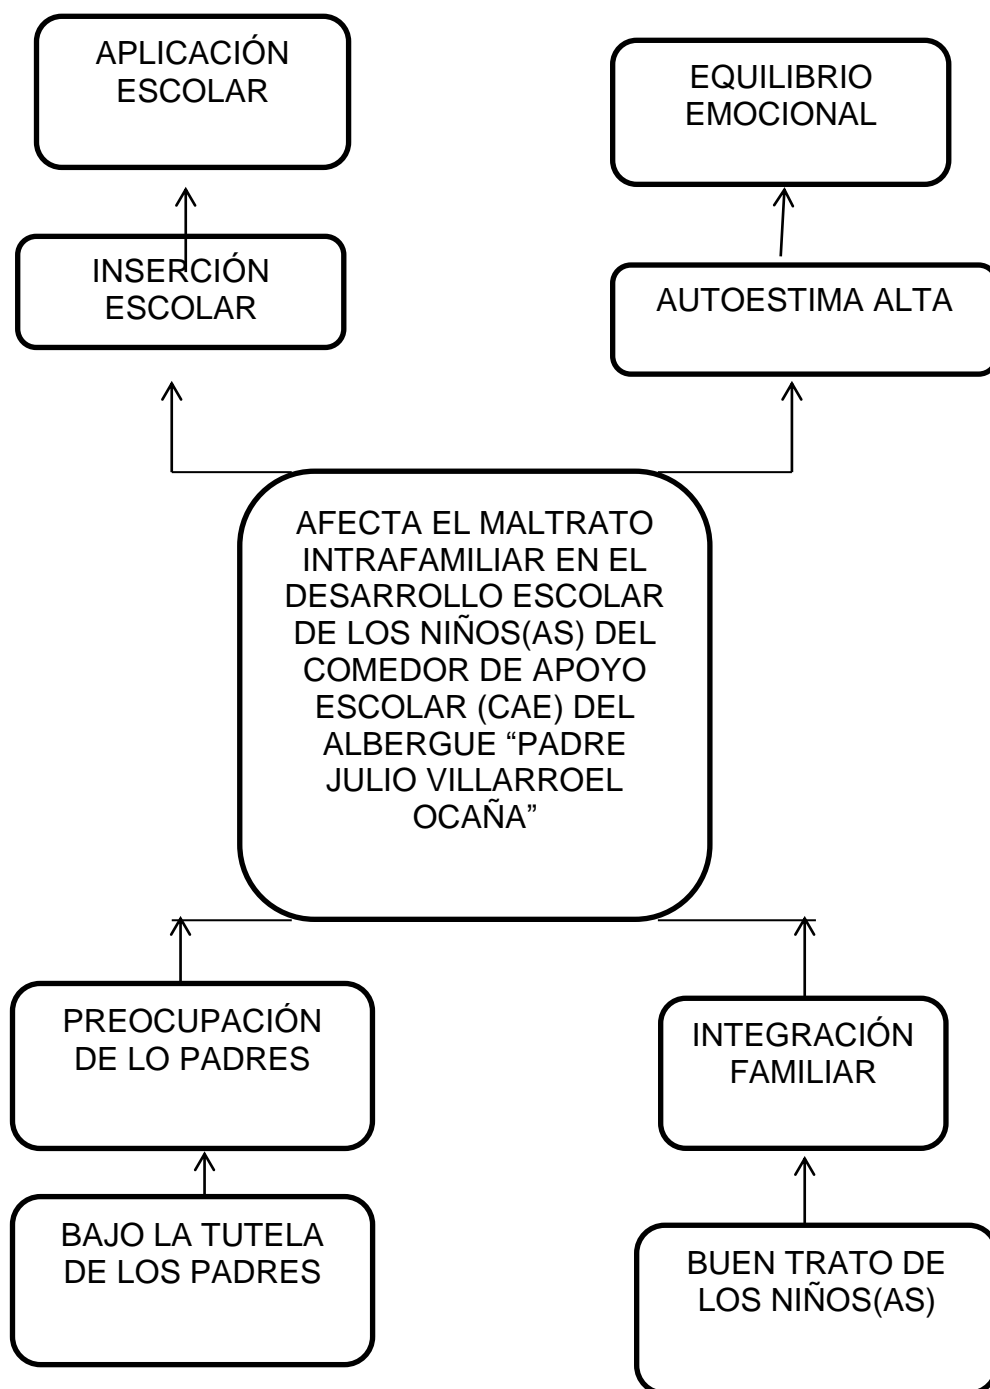 APLICACIÓN
ESCOLAR
EQUILIBRIO
EMOCIONAL
INSERCIÓN
ESCOLAR
AUTOESTIMA ALTA
AFECTA EL MALTRATO
INTRAFAMILIAR EN EL
DESARROLLO ESCOLAR
DE LOS NIÑOS(AS) DEL
COMEDOR DE APOYO
ESCOLAR (CAE) DEL
ALBERGUE “PADRE
JULIO VILLARROEL
OCAÑA”
PREOCUPACIÓN
DE LO PADRES
INTEGRACIÓN
FAMILIAR
BAJO LA TUTELA
DE LOS PADRES
BUEN TRATO DE
LOS NIÑOS(AS)